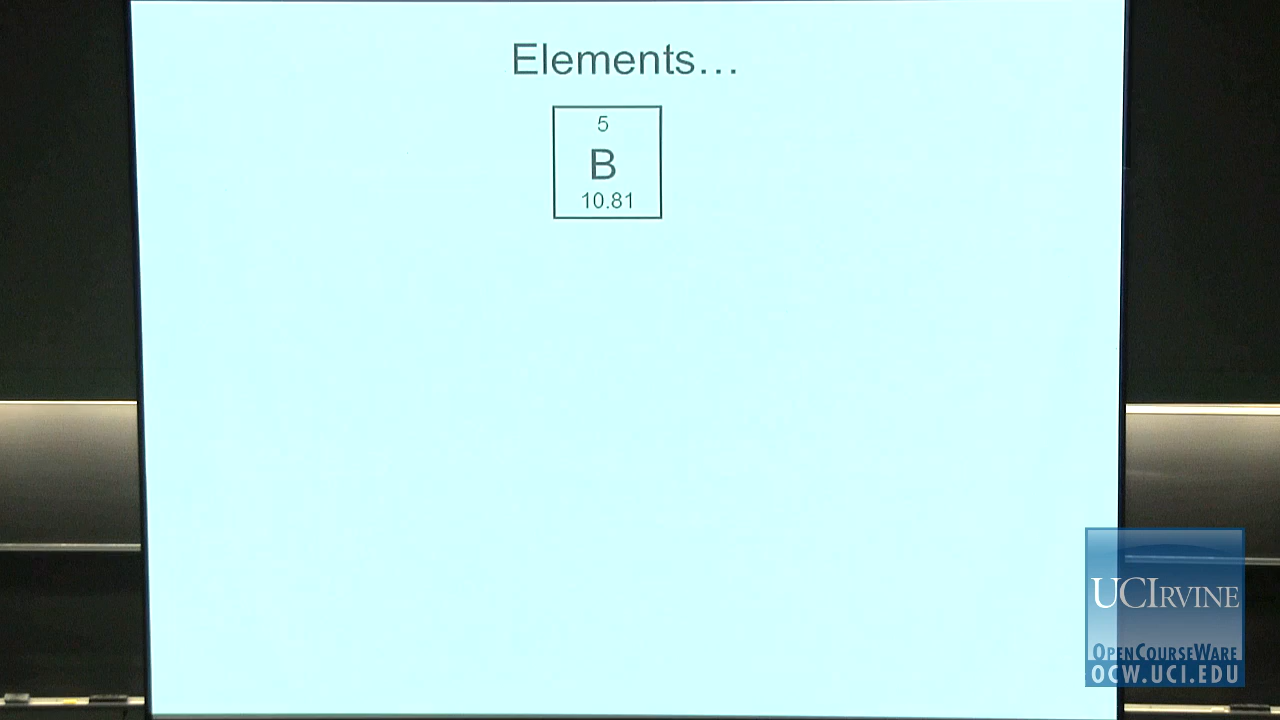 Elements…
5
B
10.81
UCIRVINE
OPENCOURSEWARE
OCW.UCI.EDU